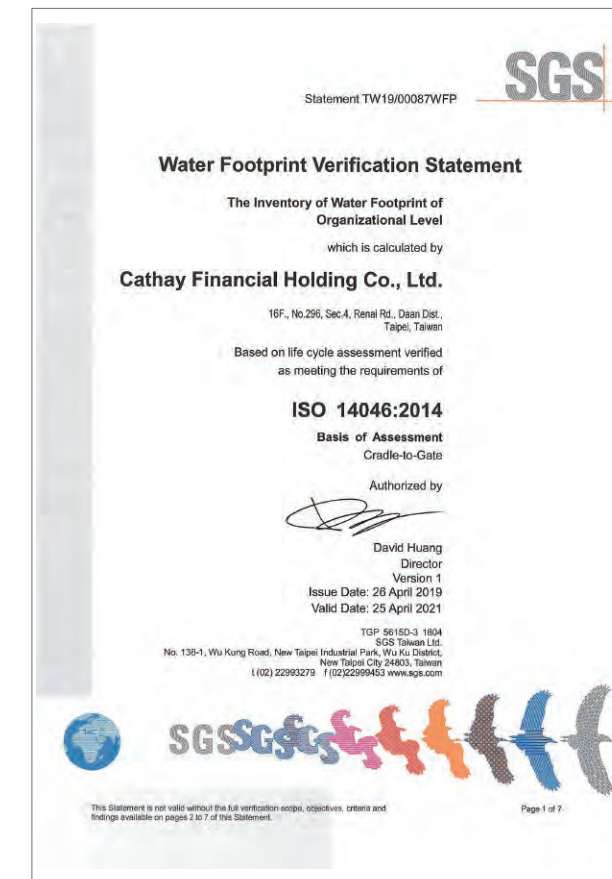 SGS
Statement TW19/00087WFP
Water Footprint Verification Statement
The Inventory of Water Footprint of
Organizational Level
which is calculated by
Cathay Financial Holding Co., Ltd.
16F., No.296, Sec.4, Renai Rd., Daan Dist.,
Taipei, Taiwan
Based on life cycle assessment verified
as meeting the requirements of
ISO 14046:2014
Basis of Assessment
Cradle-to-Gate
Authorized by
David Huang
Director
Version 1
Issue Date: 26 April 2019
Valid Date: 25 April 2021
TGP 5615D-3 1804
SGS Taiwan Ltd.
No. 136-1, Wu Kung Road, New Taipei Industrial Park, Wu Ku District,
New Taipei City 24803, Taiwan
t (02) 22993279 f (02)22999453 www.sgs.com
SGSSGSSGS
This Statement is not valid without the full verification scope, objectives, criteria and
findings available on pages 2 to 7 of this Statement.
Page 1 of 7